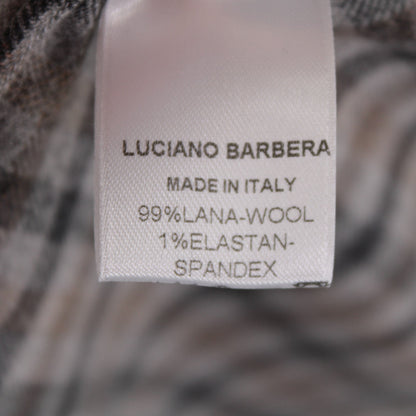 LUCIANO BARBERA
MADE IN ITALY
99%LANA-WOOL
1%ELASTAN-
SPANDEX